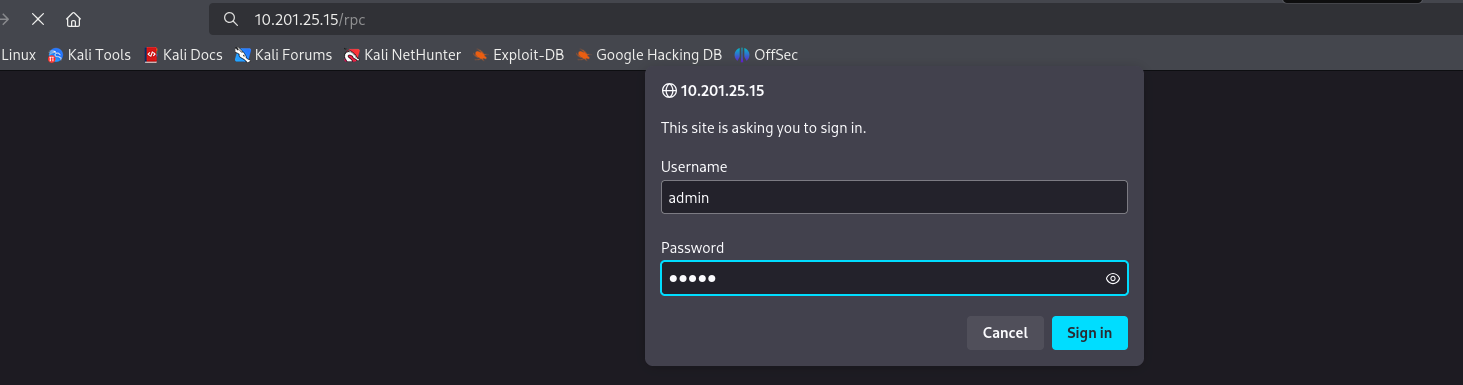 10.201.25.15/rpc
Linux Kali Tools Kali Docs Kali Forums Kali NetHunter Exploit-DB Google Hacking DB OffSec
10.201.25.15
This site is asking you to sign in.
Username
admin
Password
●●●●●
Cancel Sign in